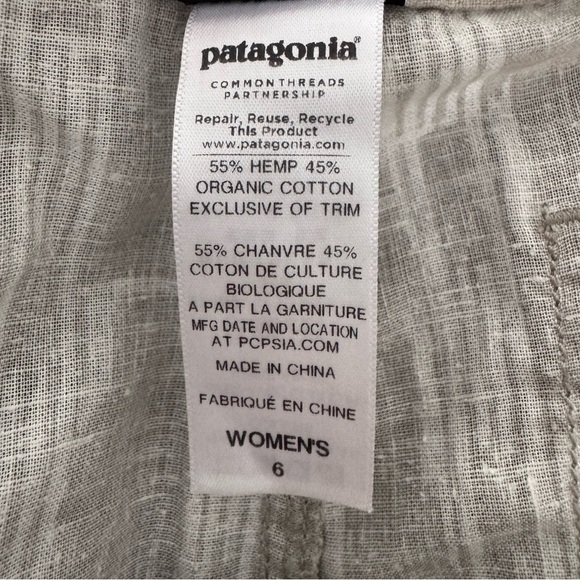 patagonia®
COMMONTHREADS
PARTNERSHIP
Repair, Reuse, Recycle
This Product
www.patagonia.com
55% HEMP 45%
ORGANIC COTTON
EXCLUSIVE OF TRIM
55% CHANVRE 45%
COTON DE CULTURE
BIOLOGIQUE
A PART LA GARNITURE
MFG DATE AND LOCATION
AT PCPSIA.COM
MADE IN CHINA
FABRIQUÉ EN CHINE
WOMEN'S
6